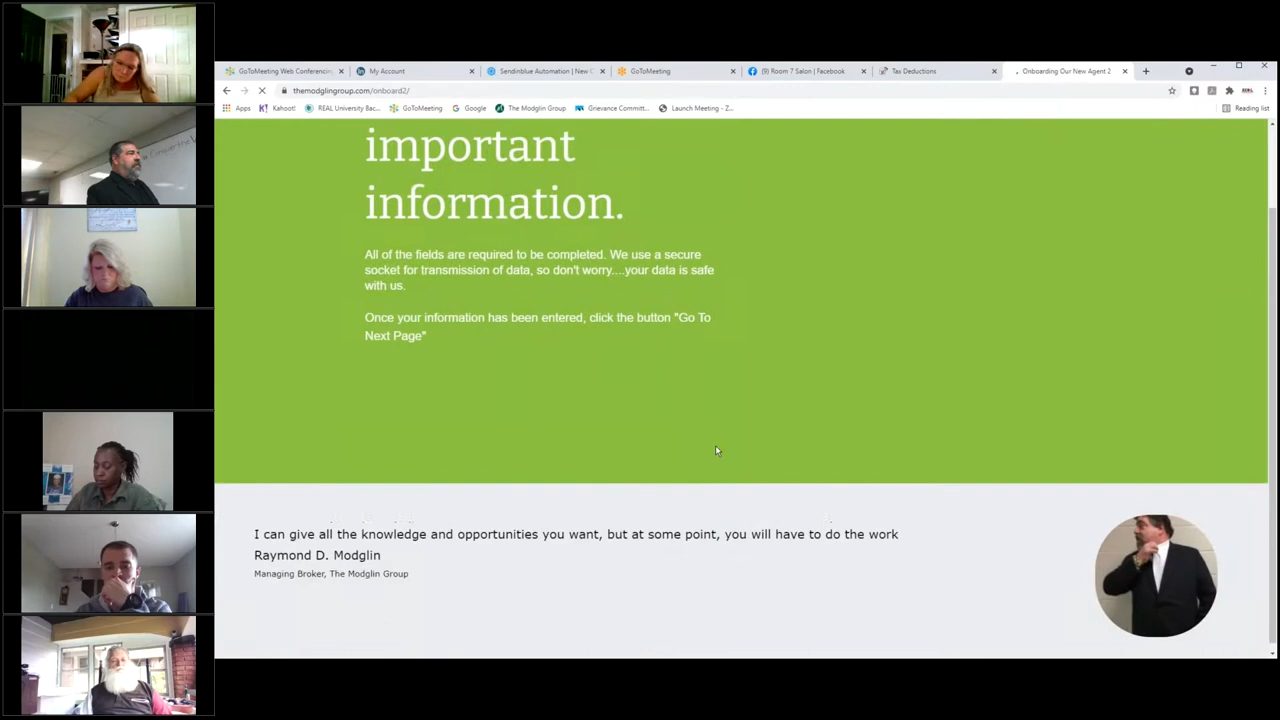 GoToMeeting Web Conferencing
My Account
Sendinblue Automation | New
GoToMeeting
(9) Room 7 Salon | Facebook
Tax Deductions
Onboarding Our New Agent 2
themodglingroup.com/onboard2/
Apps
Kahoot!
REAL University Bac...
GoToMeeting
Google
The Modglin Group
Grievance Committ...
Launch Meeting - Z...
Reading list
important
information.
All of the fields are required to be completed. We use a secure
socket for transmission of data, so don't worry....your data is safe
with us.
Once your information has been entered, click the button "Go To
Next Page"
I can give all the knowledge and opportunities you want, but at some point, you will have to do the work
Raymond D. Modglin
Managing Broker, The Modglin Group